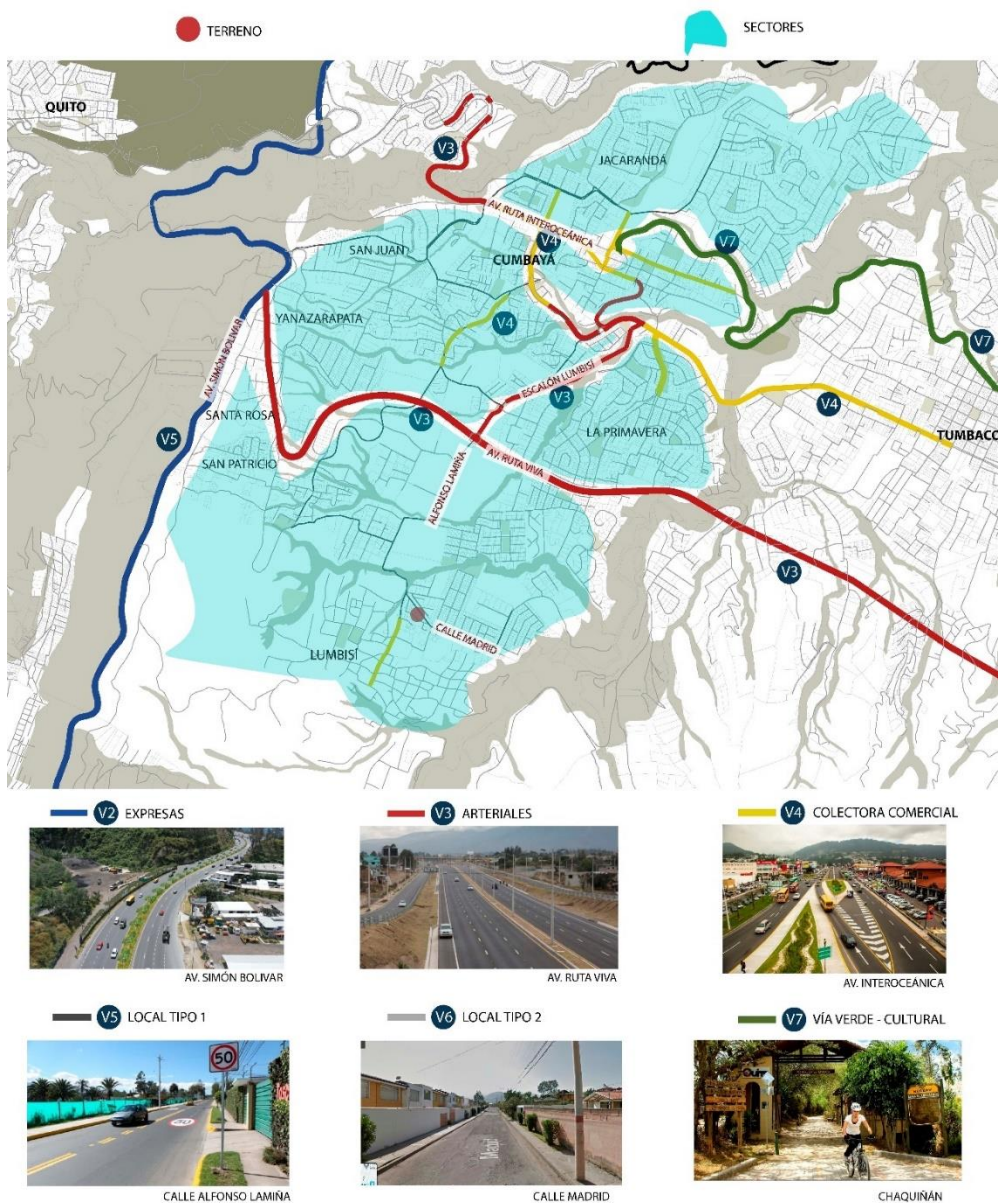 TERRENO
SECTORES
QUITO
V3
JACARANDÁ
AV. RUTA INTEROCEÁNICA
V4
SAN JUAN
CUMBAYÁ
V7
YANAZARAPATA
V4
V7
AV. SIMÓN BOLIVAR
ESCALÓN LUMBISÍ
V3
SANTA ROSA
V3
V4
LA PRIMAVERA
TUMBACO
V5
SAN PATRICIO
ALFONSO LAMIÑA
AV. RUTA VIVA
V3
CALLE MADRID
LUMBISÍ
V2 EXPRESAS
V3 ARTERIALES
V4 COLECTORA COMERCIAL
AV. SIMÓN BOLIVAR
AV. RUTA VIVA
AV. INTEROCEÁNICA
V5 LOCAL TIPO 1
V6 LOCAL TIPO 2
V7 VÍA VERDE - CULTURAL
50
Madrid
CALLE ALFONSO LAMIÑA
CALLE MADRID
CHAQUIÑÁN